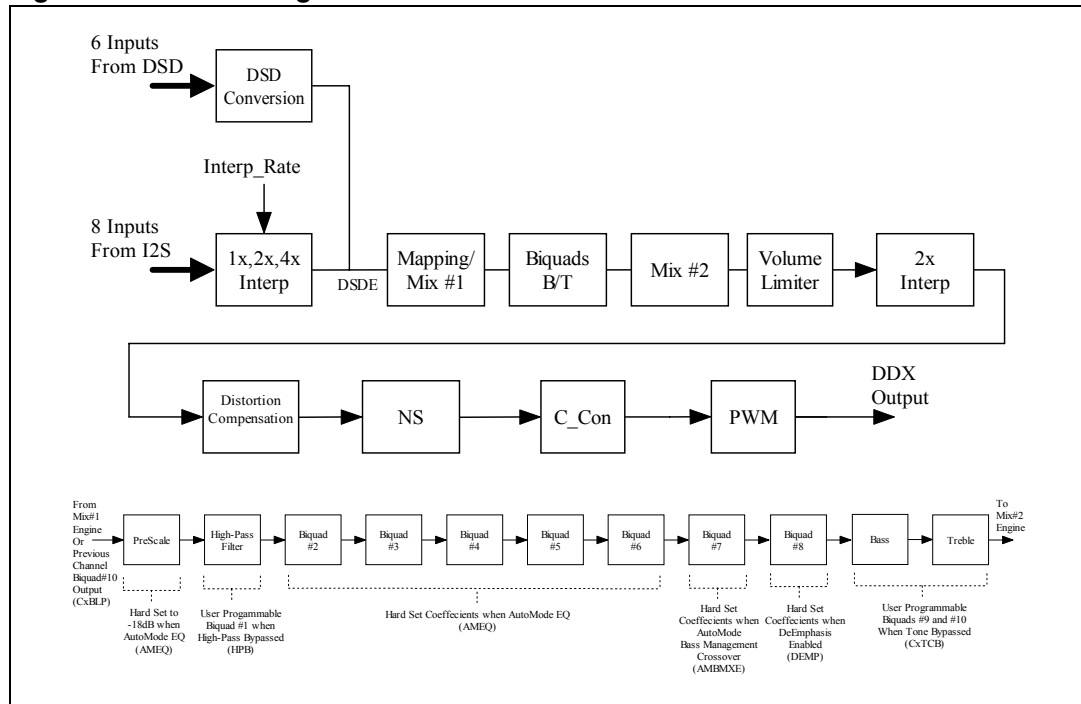 6 Inputs
From DSD
DSD
Conversion
Interp_Rate
8 Inputs
From I2S
1x,2x,4x
Interp
DSDE
Mapping/
Mix #1
Biquads
B/T
Mix #2
Volume
Limiter
2x
Interp
Distortion
Compensation
NS
C_Con
PWM
DDX
Output
From
Mix#1
Engine
Or
Previous
Channel
Biquad#10
Output
(CxBLP)
PreScale
High-Pass
Filter
Biquad
#2
Biquad
#3
Biquad
#4
Biquad
#5
Biquad
#6
Biquad
#7
Biquad
#8
Bass
Treble
To
Mix#2
Engine
Hard Set to
-18dB when
AutoMode EQ
(AMEQ)
User Progammable
Biquad #1 when
High-Pass Bypassed
(HPB)
Hard Set Coeffecients when AutoMode EQ
(AMEQ)
Hard Set
Coeffecients when
AutoMode
Bass Management
Crossover
(AMBMXE)
Hard Set
Coeffecients when
DeEmphasis
Enabled
(DEMP)
User Programmable
Biquads #9 and #10
When Tone Bypassed
(CxTCB)